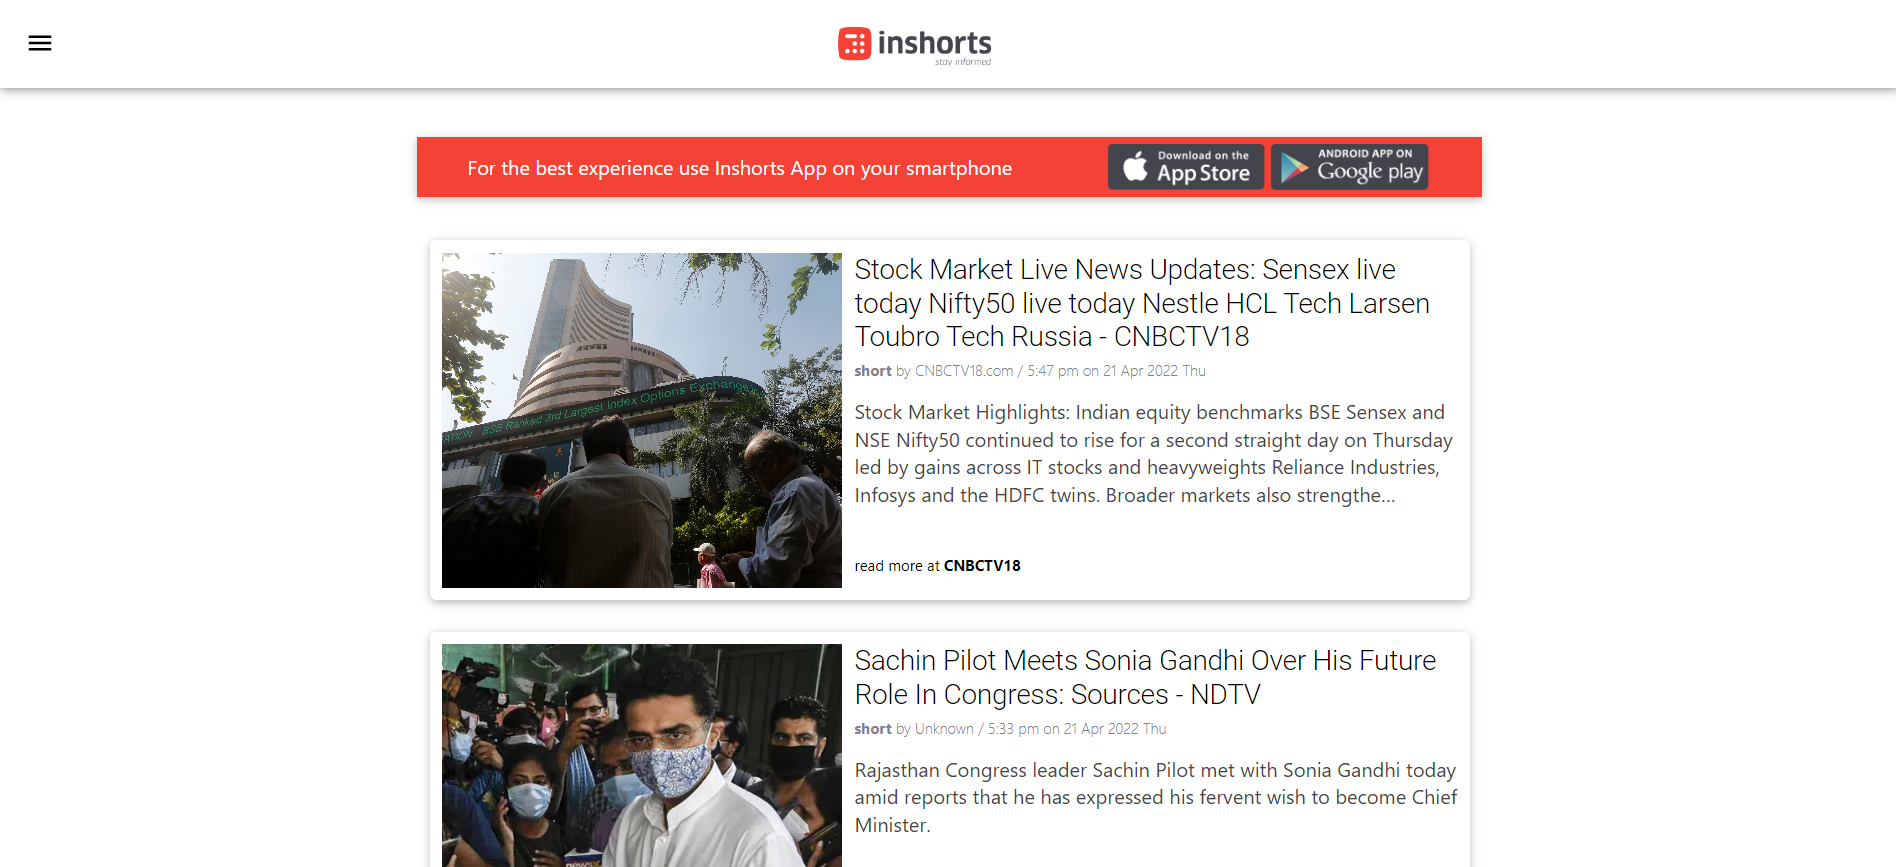 inshorts
stay informed
For the best experience use Inshorts App on your smartphone
Download on the
App Store
ANDROID APP ON
Google play
Stock Market Live News Updates: Sensex live
today Nifty50 live today Nestle HCL Tech Larsen
Toubro Tech Russia - CNBCTV18
short by CNBCTV18.com / 5:47 pm on 21 Apr 2022 Thu
Stock Market Highlights: Indian equity benchmarks BSE Sensex and
NSE Nifty50 continued to rise for a second straight day on Thursday
led by gains across IT stocks and heavyweights Reliance Industries,
Infosys and the HDFC twins. Broader markets also strengthe...
read more at CNBCTV18
ATION BSE Ranked 3rd Largest Index Options Exchange
Sachin Pilot Meets Sonia Gandhi Over His Future
Role In Congress: Sources - NDTV
short by Unknown / 5:33 pm on 21 Apr 2022 Thu
Rajasthan Congress leader Sachin Pilot met with Sonia Gandhi today
amid reports that he has expressed his fervent wish to become Chief
Minister.